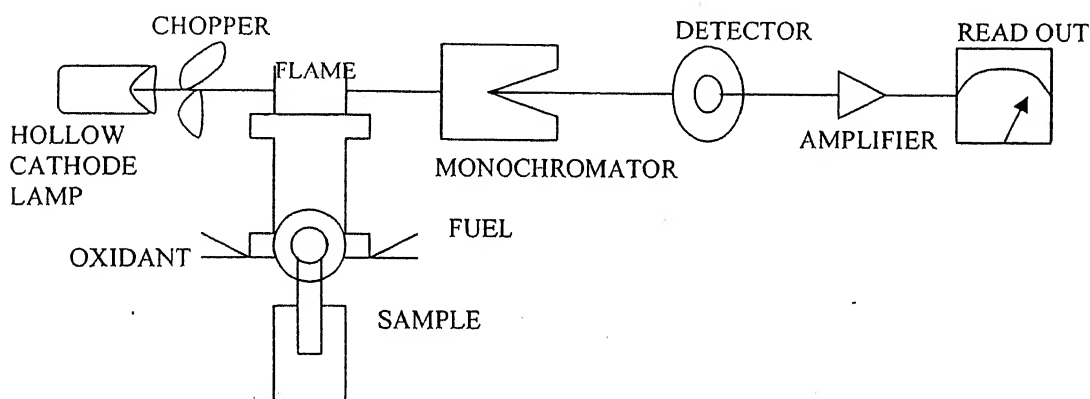 CHOPPER
DETECTOR
READ OUT
FLAME
HOLLOW
CATHODE
LAMP
MONOCHROMATOR
AMPLIFIER
OXIDANT
FUEL
SAMPLE